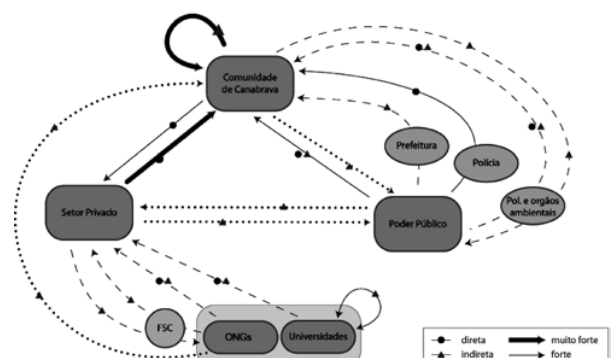 Comunidade
de Canabrava
Prefeitura
Polícia
Setor Privado
Poder Público
Pol. e orgãos
ambientais
FSC
ONGs
Universidades
direta
muito forte
indireta
forte